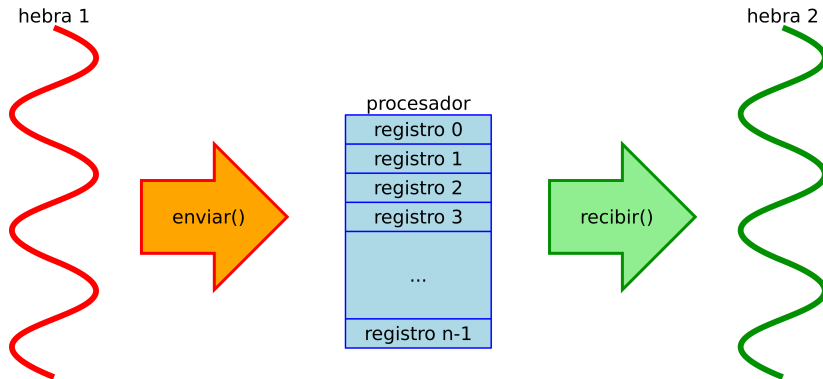 hebra 1
hebra 2
procesador
registro 0
registro 1
registro 2
registro 3
...
registro n-1
enviar()
recibir()